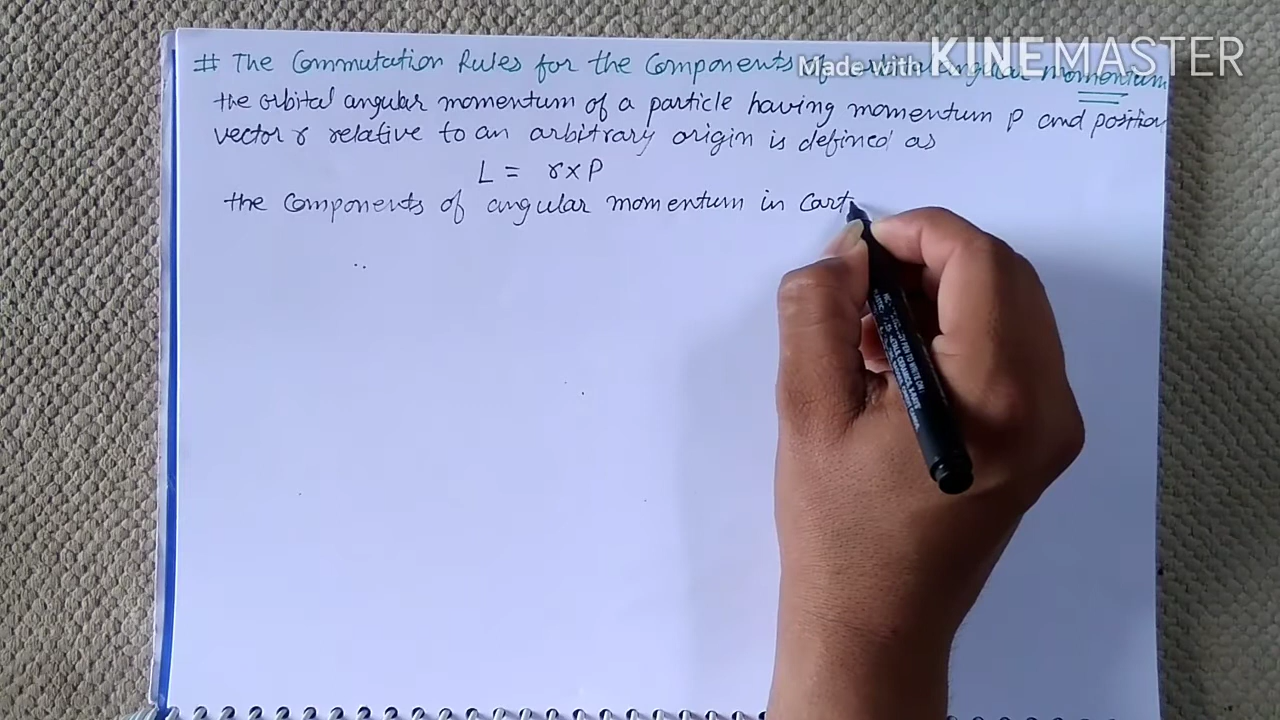 # The Commutation Rules for the Components of orbital angular momentum
Made with KINEMASTER
the orbital angular momentum of a particle having momentum p and position
vector r relative to an arbitrary origin is defined as
L = r x P
the components of angular momentum in Cart